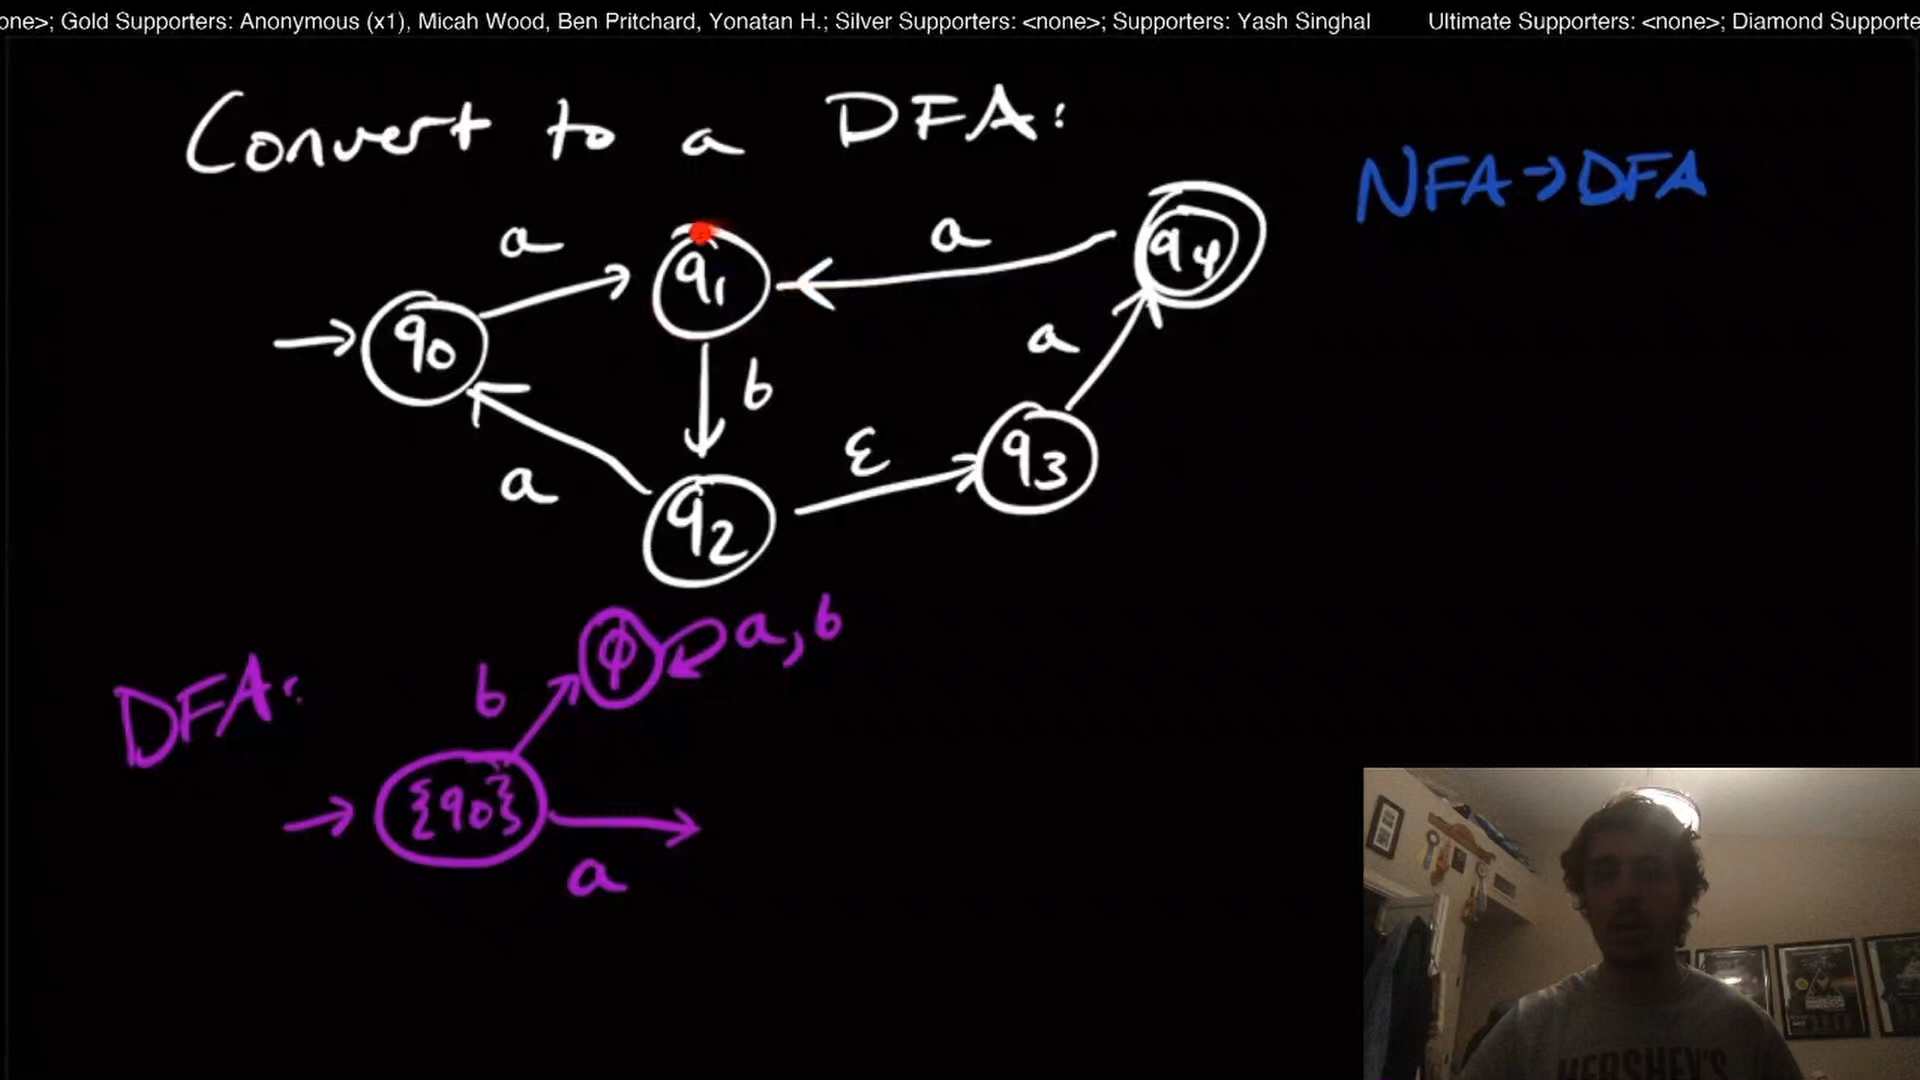 one>; Gold Supporters: Anonymous (x1), Micah Wood, Ben Pritchard, Yonatan H.; Silver Supporters: <none>; Supporters: Yash Singhal Ultimate Supporters: <none>; Diamond Supporte
Convert to a DFA:
NFA→DFA
a
a
q4
q1
q0
a
b
ε
q3
a
q2
DFA:
b
ϕ
a,b
{q0}
a
HERSHEY'S